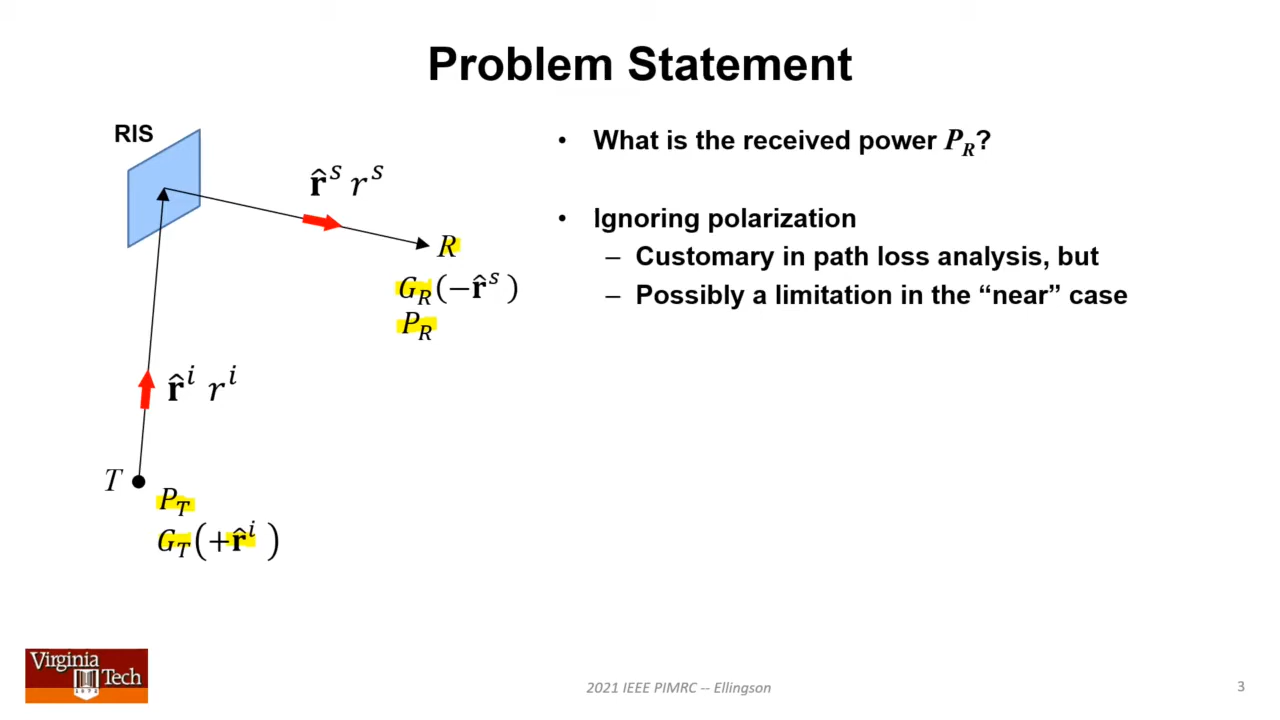 Problem Statement
RIS
r̂ˢ rˢ
R
G_R(−r̂ˢ)
P_R
r̂ⁱ rⁱ
T
P_T
G_T(+r̂ⁱ)
• What is the received power P_R?
• Ignoring polarization
– Customary in path loss analysis, but
– Possibly a limitation in the “near” case
Virginia
Tech
1872
2021 IEEE PIMRC -- Ellingson
3